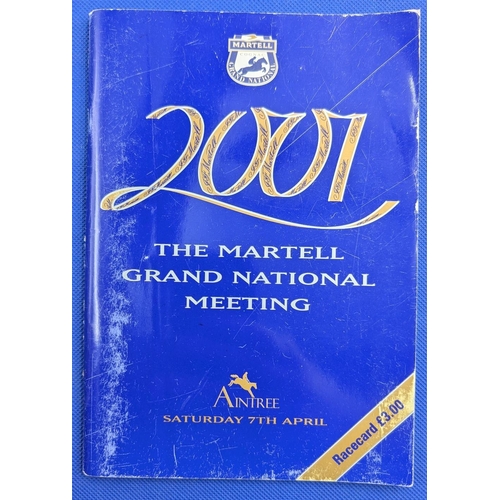 MARTELL
GRAND NATIONAL
2001
THE MARTELL
GRAND NATIONAL
MEETING
AINTREE
SATURDAY 7TH APRIL
Racecard £3.00